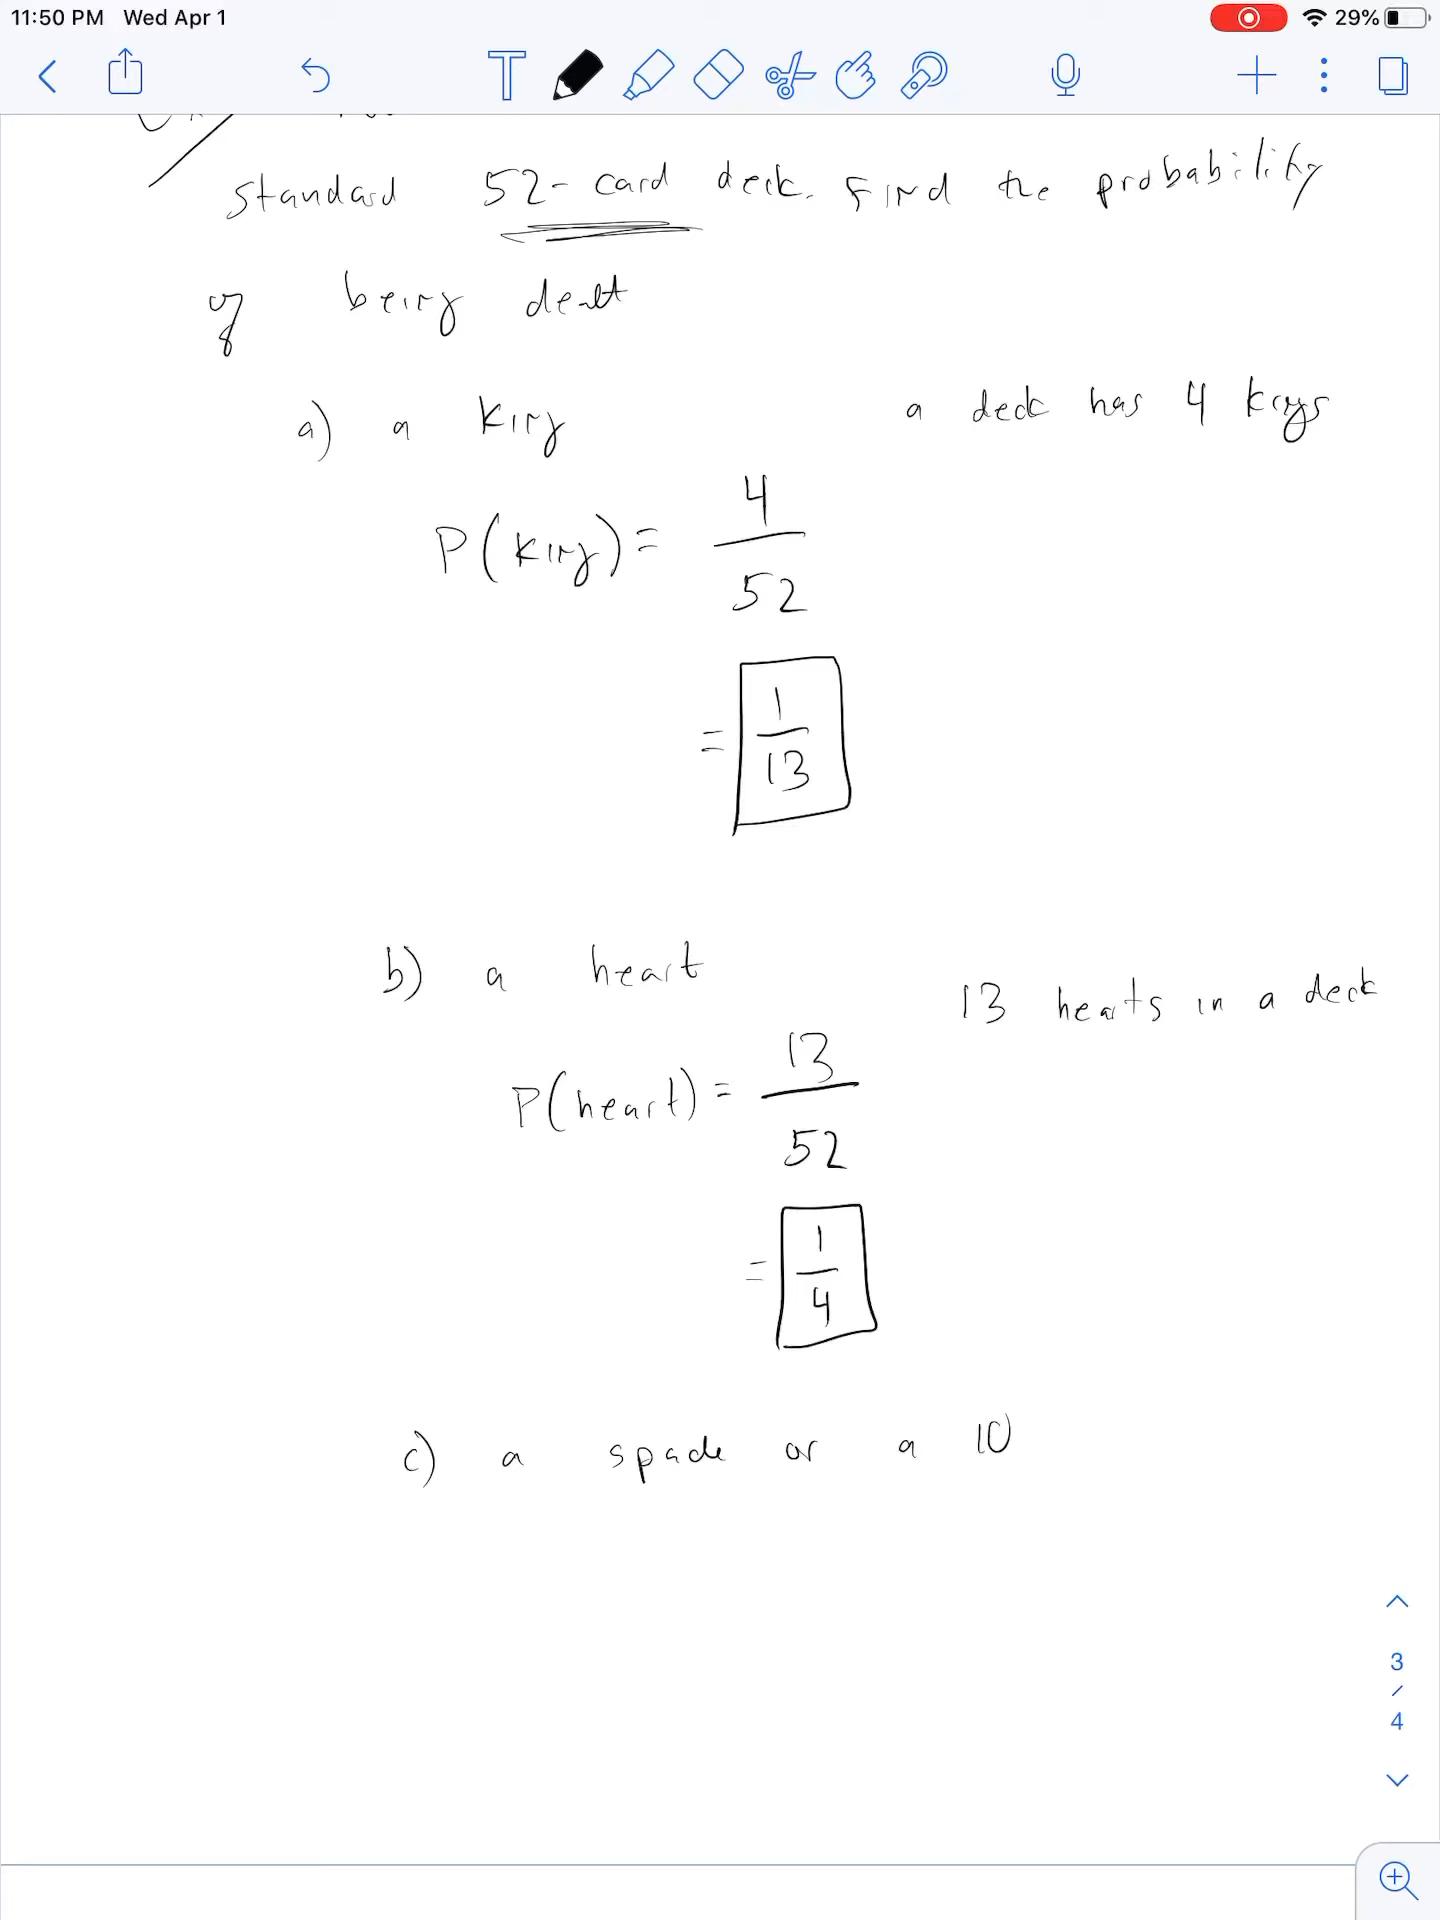 11:50 PM Wed Apr 1 29%
standard 52-card deck. Find the probability
of being dealt
a) a king a deck has 4 kings
P(king) = 4/52
= 1/13
b) a heart 13 hearts in a deck
P(heart) = 13/52
= 1/4
c) a spade or a 10
3
/
4